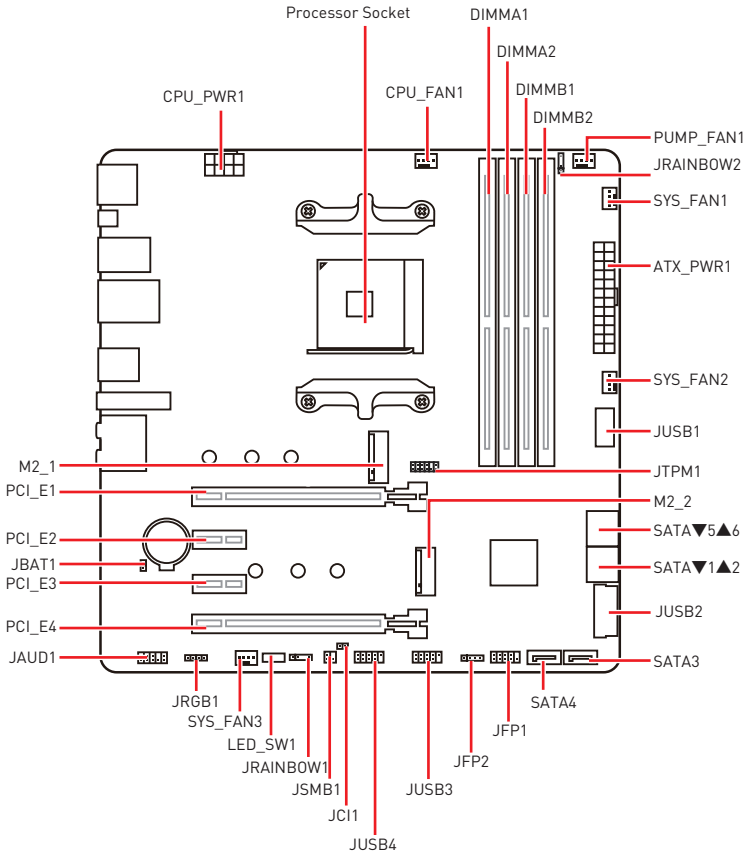 Processor Socket
DIMMA1
DIMMA2
DIMMB1
DIMMB2
CPU_PWR1
CPU_FAN1
PUMP_FAN1
JRAINBOW2
SYS_FAN1
ATX_PWR1
SYS_FAN2
JUSB1
M2_1
JTPM1
PCI_E1
M2_2
SATA▼5▲6
PCI_E2
JBAT1
SATA▼1▲2
PCI_E3
JUSB2
PCI_E4
JAUD1
SATA3
JRGB1
SATA4
SYS_FAN3
JFP1
LED_SW1
JFP2
JRAINBOW1
JSMB1
JUSB3
JCI1
JUSB4